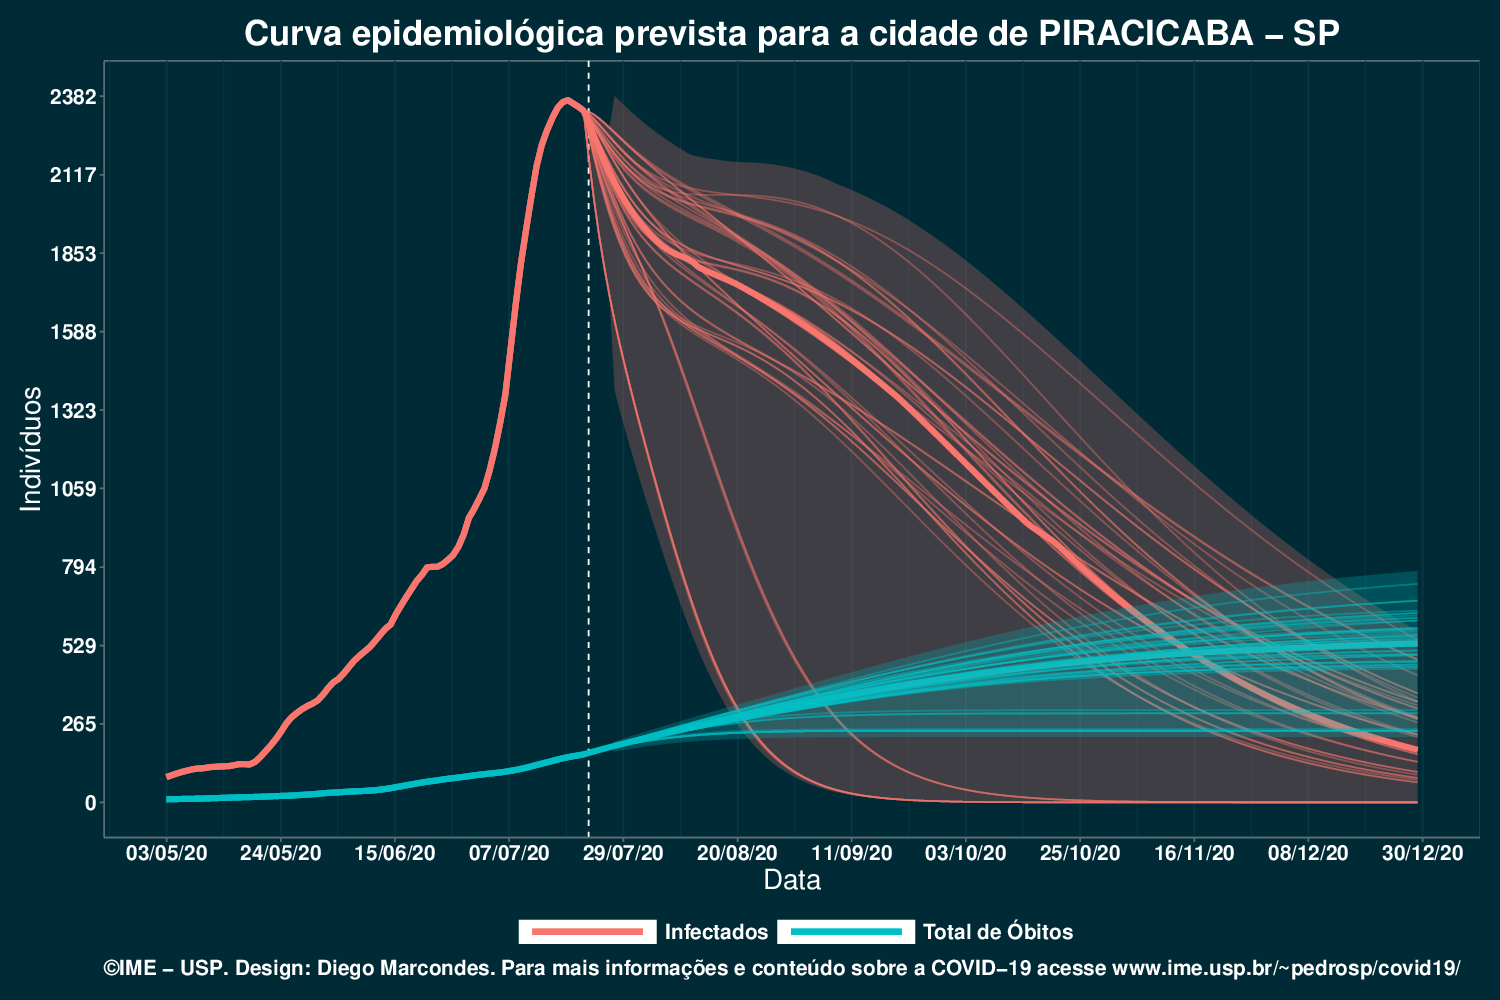 Curva epidemiológica prevista para a cidade de PIRACICABA – SP
Indivíduos
2382
2117
1853
1588
1323
1059
794
529
265
0
03/05/20 24/05/20 15/06/20 07/07/20 29/07/20 20/08/20 11/09/20 03/10/20 25/10/20 16/11/20 08/12/20 30/12/20
Data
Infectados Total de Óbitos
©IME – USP. Design: Diego Marcondes. Para mais informações e conteúdo sobre a COVID–19 acesse www.ime.usp.br/~pedrosp/covid19/